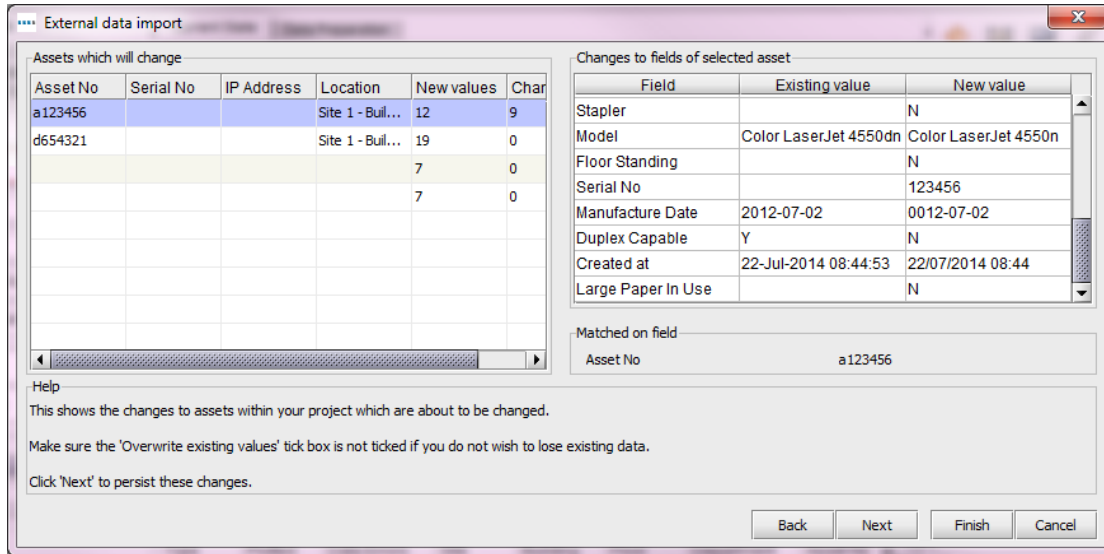 External data import
Assets which will change
Asset No Serial No IP Address Location New values Char
a123456 Site 1 - Buil... 12 9
d654321 Site 1 - Buil... 19 0
7 0
7 0
Changes to fields of selected asset
Field Existing value New value
Stapler N
Model Color LaserJet 4550dn Color LaserJet 4550n
Floor Standing N
Serial No 123456
Manufacture Date 2012-07-02 0012-07-02
Duplex Capable Y N
Created at 22-Jul-2014 08:44:53 22/07/2014 08:44
Large Paper In Use N
Matched on field
Asset No a123456
Help
This shows the changes to assets within your project which are about to be changed.
Make sure the 'Overwrite existing values' tick box is not ticked if you do not wish to lose existing data.
Click 'Next' to persist these changes.
Back Next Finish Cancel